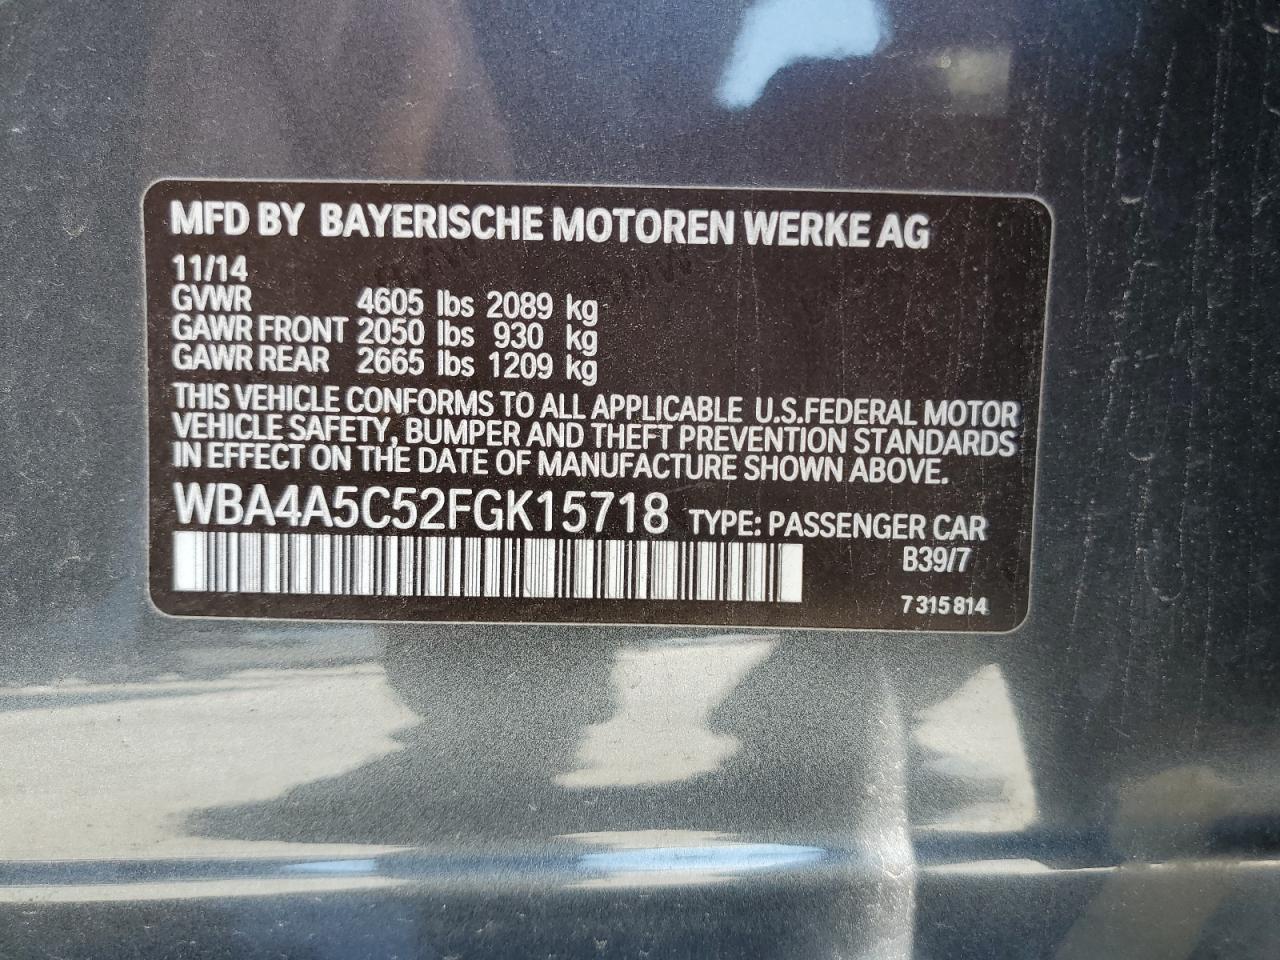 MFD BY BAYERISCHE MOTOREN WERKE AG
11/14
GVWR 4605 lbs 2089 kg
GAWR FRONT 2050 lbs 930 kg
GAWR REAR 2665 lbs 1209 kg
THIS VEHICLE CONFORMS TO ALL APPLICABLE U.S.FEDERAL MOTOR
VEHICLE SAFETY, BUMPER AND THEFT PREVENTION STANDARDS
IN EFFECT ON THE DATE OF MANUFACTURE SHOWN ABOVE.
WBA4A5C52FGK15718 TYPE: PASSENGER CAR
B39/7
7 315 814